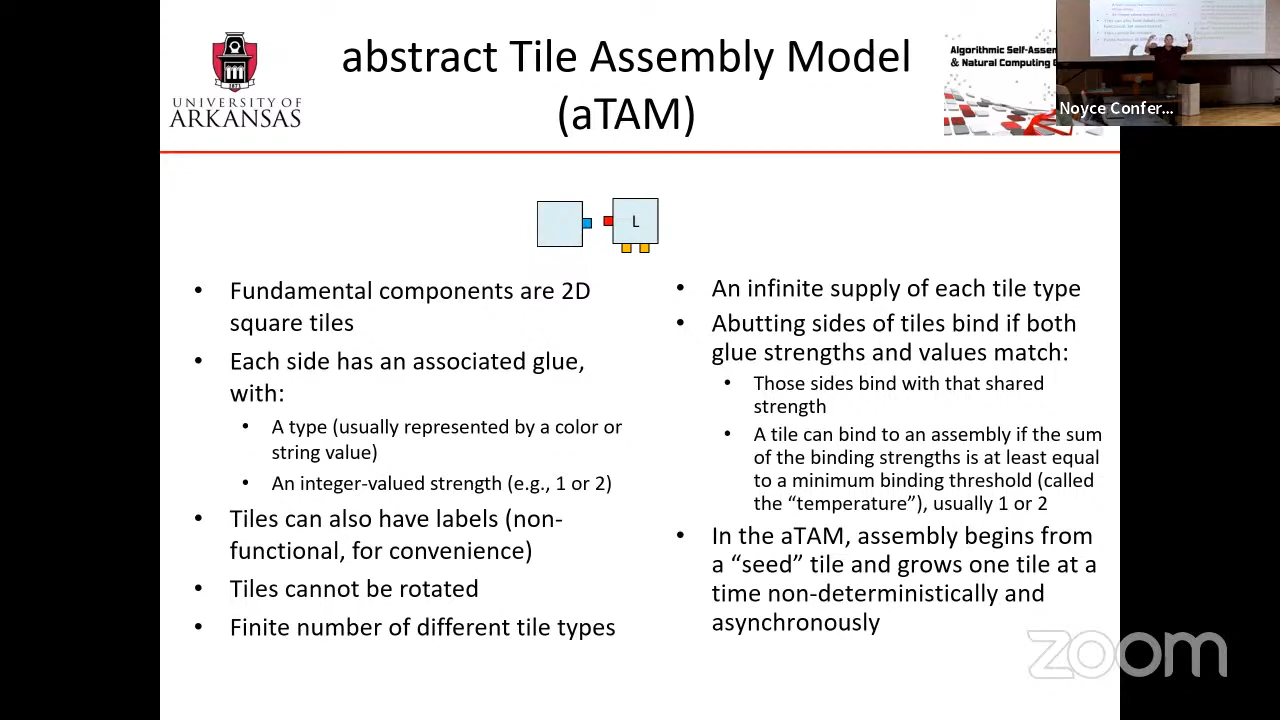 abstract Tile Assembly Model
(aTAM)
UNIVERSITY OF
ARKANSAS
1871
Algorithmic Self-Assem
& Natural Computing
Noyce Confer...
L
• Fundamental components are 2D
square tiles
• Each side has an associated glue,
with:
• A type (usually represented by a color or
string value)
• An integer-valued strength (e.g., 1 or 2)
• Tiles can also have labels (non-
functional, for convenience)
• Tiles cannot be rotated
• Finite number of different tile types
• An infinite supply of each tile type
• Abutting sides of tiles bind if both
glue strengths and values match:
• Those sides bind with that shared
strength
• A tile can bind to an assembly if the sum
of the binding strengths is at least equal
to a minimum binding threshold (called
the “temperature”), usually 1 or 2
• In the aTAM, assembly begins from
a “seed” tile and grows one tile at a
time non-deterministically and
asynchronously
zoom